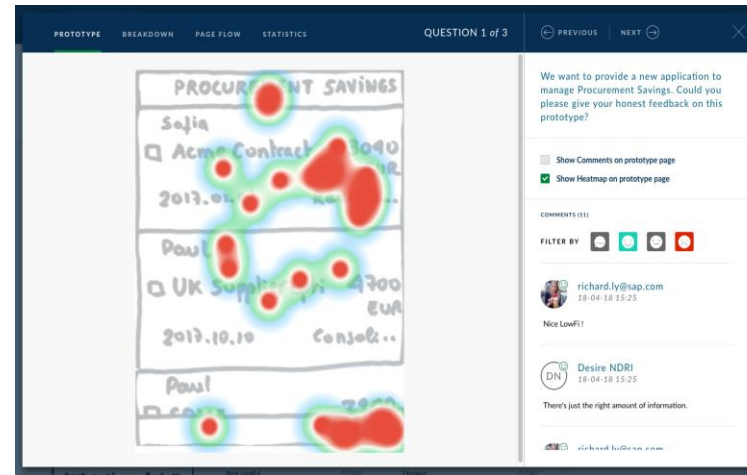 PROTOTYPE BREAKDOWN PAGE FLOW STATISTICS QUESTION 1 of 3 PREVIOUS NEXT
PROCUREMENT SAVINGS
Sofia
Acme Contract 3090
EUR
2017.01.
Paul
UK 4700
EUR
2017.10.10 Consoli..
Paul
We want to provide a new application to
manage Procurement Savings. Could you
please give your honest feedback on this
prototype?
Show Comments on prototype page
Show Heatmap on prototype page
COMMENTS (11)
FILTER BY
richard.ly@sap.com
18-04-18 15:25
Nice LowFi !
DN
Desire NDRI
18-04-18 15:25
There's just the right amount of information.
richard.ly@sap.com